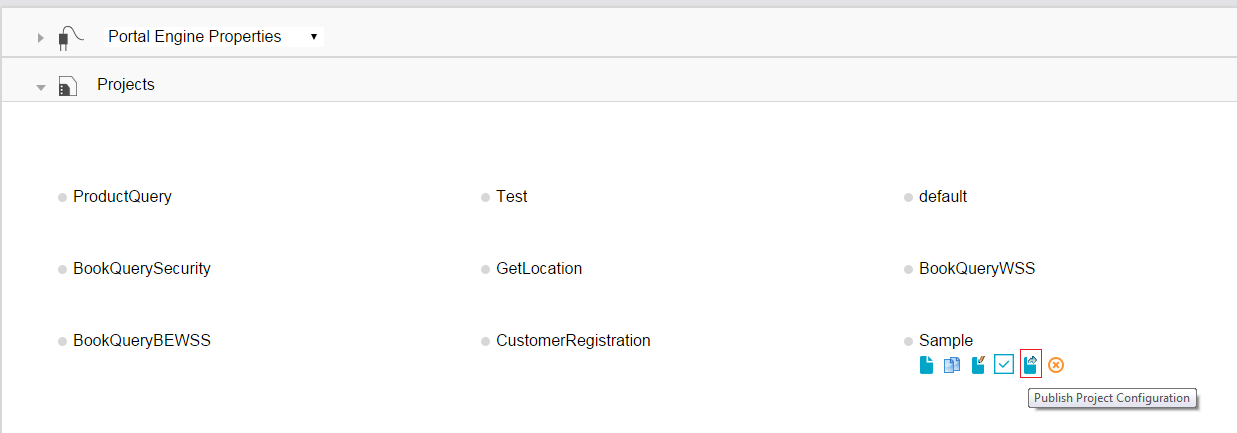 Portal Engine Properties
Projects
ProductQuery Test default
BookQuerySecurity GetLocation BookQueryWSS
BookQueryBEWSS CustomerRegistration Sample
Publish Project Configuration